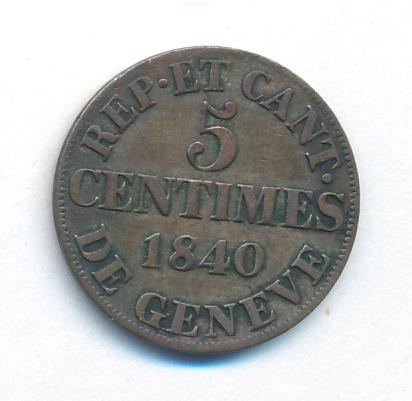 REP· ET CANT·
5
CENTIMES
1840
DE GENEVE